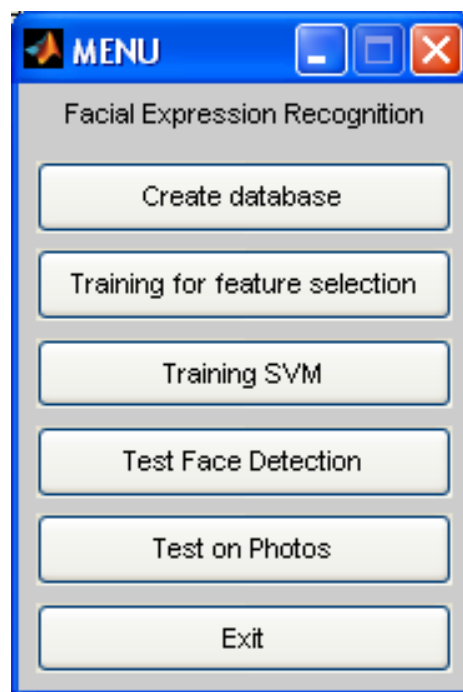 MENU
Facial Expression Recognition
Create database
Training for feature selection
Training SVM
Test Face Detection
Test on Photos
Exit